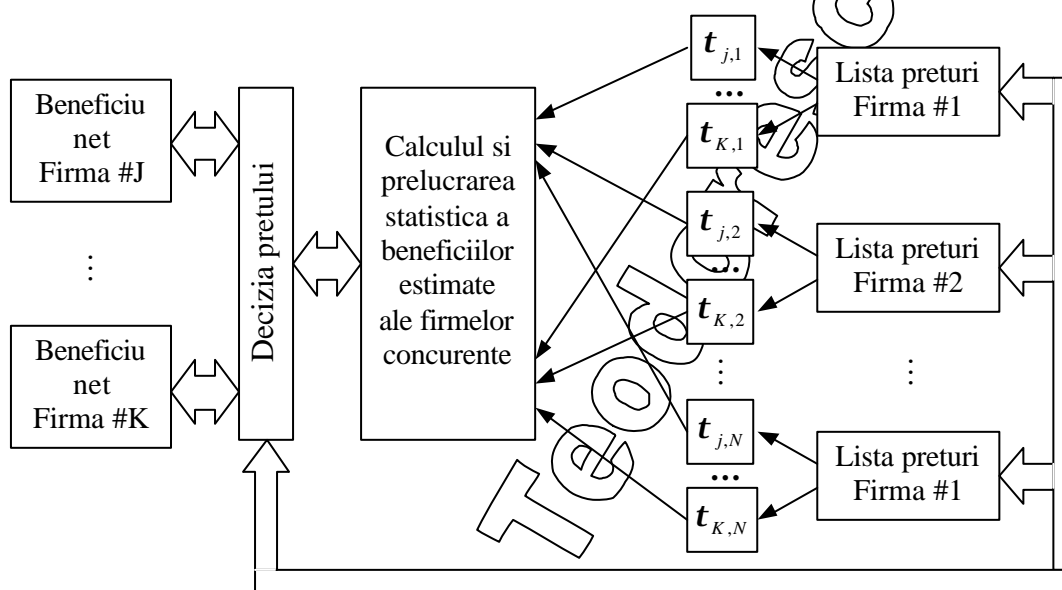 Beneficiu
net
Firma #J
⋮
Beneficiu
net
Firma #K
Decizia pretului
Calculul si
prelucrarea
statistica a
beneficiilor
estimate
ale firmelor
concurente
t j,1
...
t K,1
t j,2
...
t K,2
⋮
t j,N
...
t K,N
Lista preturi
Firma #1
Lista preturi
Firma #2
⋮
Lista preturi
Firma #1